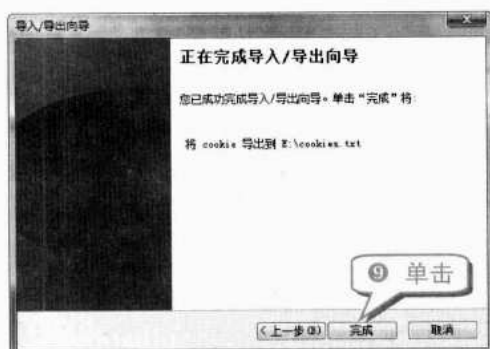 导入/导出向导
正在完成导入/导出向导
您已成功完成导入/导出向导。单击“完成”将:
将 cookie 导出到 E:\cookies.txt
❾ 单击
<上一步(B) 完成 取消